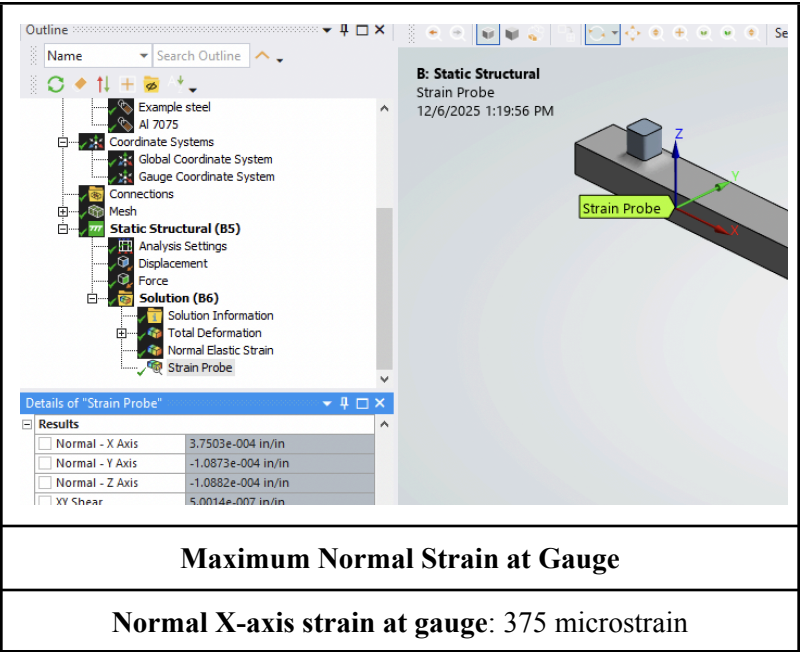 Outline
Name
Search Outline
Se
Example steel
Al 7075
Coordinate Systems
Global Coordinate System
Gauge Coordinate System
Connections
Mesh
Static Structural (B5)
Analysis Settings
Displacement
Force
Solution (B6)
Solution Information
Total Deformation
Normal Elastic Strain
Strain Probe
Details of "Strain Probe"
Results
Normal - X Axis 3.7503e-004 in/in
Normal - Y Axis -1.0873e-004 in/in
Normal - Z Axis -1.0882e-004 in/in
XY Shear 5.0014e-007 in/in
B: Static Structural
Strain Probe
12/6/2025 1:19:56 PM
Z
Y
Strain Probe
X
Maximum Normal Strain at Gauge
Normal X-axis strain at gauge: 375 microstrain